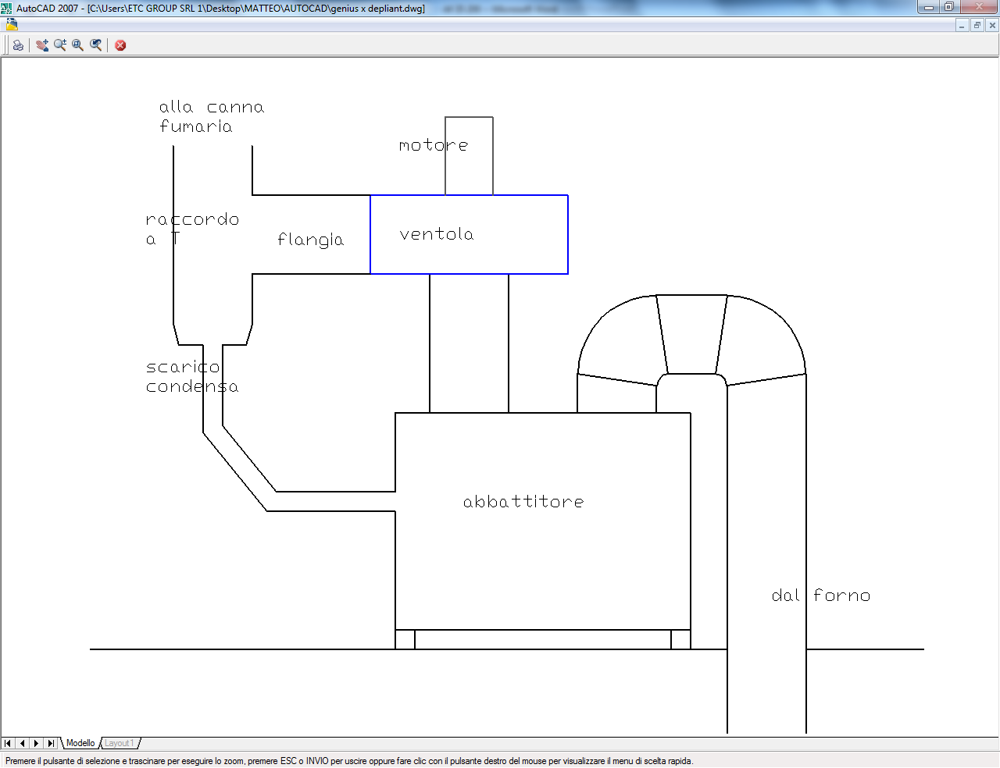 AutoCAD 2007 - [C:\Users\ETC GROUP SRL 1\Desktop\MATTEO\AUTOCAD\genius x depliant.dwg]
alla canna
fumaria
motore
raccordo
a T
flangia
ventola
scarico
condensa
abbattitore
dal forno
Modello
Layout1
Premere il pulsante di selezione e trascinare per eseguire lo zoom, premere ESC o INVIO per uscire oppure fare clic con il pulsante destro del mouse per visualizzare il menu di scelta rapida.